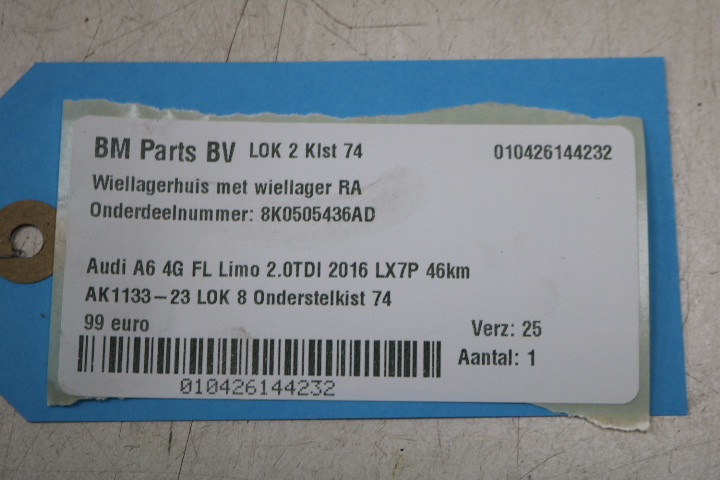 BM Parts BV LOK 2 Klst 74 010426144232
Wiellagerhuis met wiellager RA
Onderdeelnummer: 8K0505436AD
Audi A6 4G FL Limo 2.0TDI 2016 LX7P 46km
AK1133-23 LOK 8 Onderstelkist 74
99 euro Verz: 25
Aantal: 1
010426144232